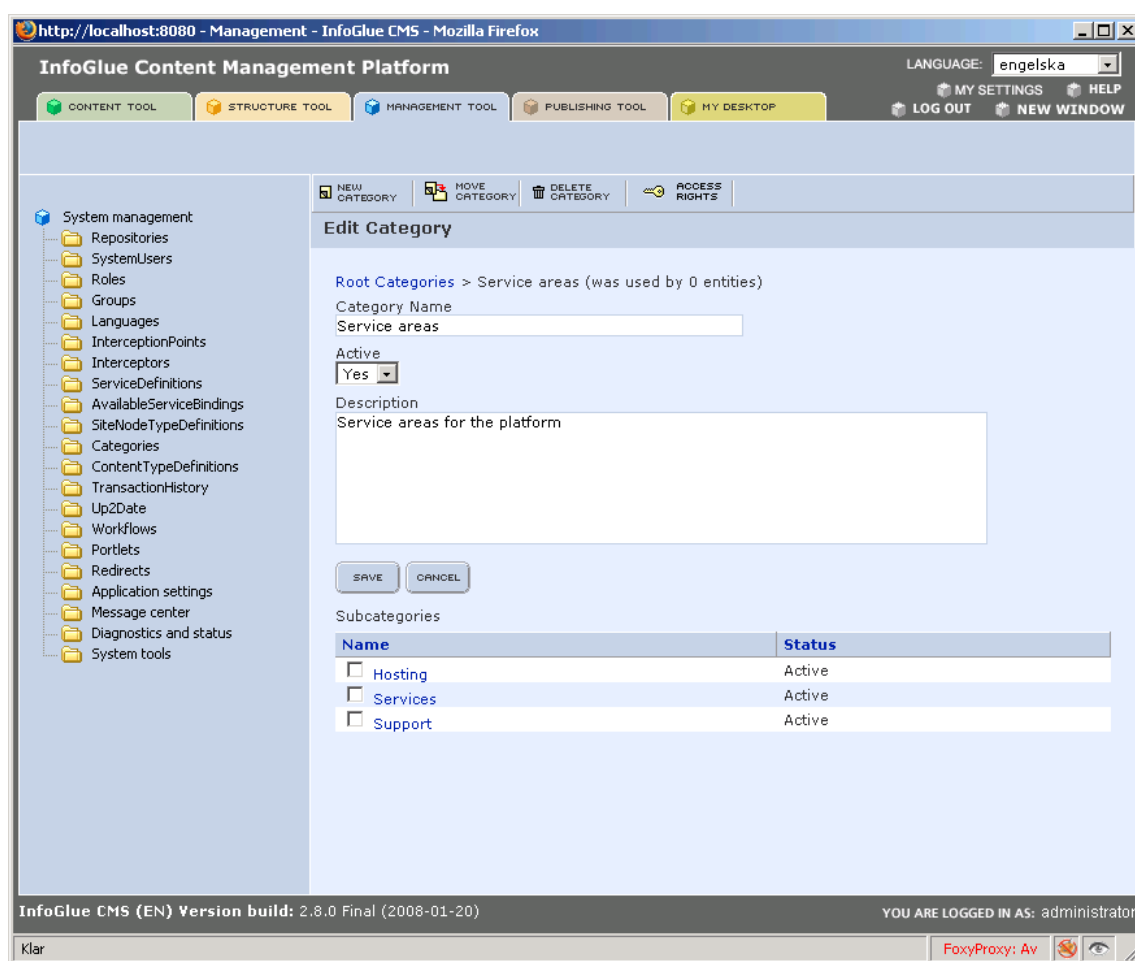 http://localhost:8080 - Management - InfoGlue CMS - Mozilla Firefox
InfoGlue Content Management Platform
LANGUAGE: engelska
MY SETTINGS HELP
CONTENT TOOL STRUCTURE TOOL MANAGEMENT TOOL PUBLISHING TOOL MY DESKTOP
LOG OUT NEW WINDOW
NEW CATEGORY MOVE CATEGORY DELETE CATEGORY ACCESS RIGHTS
System management
Repositories
SystemUsers
Roles
Groups
Languages
InterceptionPoints
Interceptors
ServiceDefinitions
AvailableServiceBindings
SiteNodeTypeDefinitions
Categories
ContentTypeDefinitions
TransactionHistory
Up2Date
Workflows
Portlets
Redirects
Application settings
Message center
Diagnostics and status
System tools
Edit Category
Root Categories > Service areas (was used by 0 entities)
Category Name
Service areas
Active
Yes
Description
Service areas for the platform
SAVE CANCEL
Subcategories
Name Status
Hosting Active
Services Active
Support Active
InfoGlue CMS (EN) Version build: 2.8.0 Final (2008-01-20)
YOU ARE LOGGED IN AS: administrator
Klar
FoxyProxy: Av